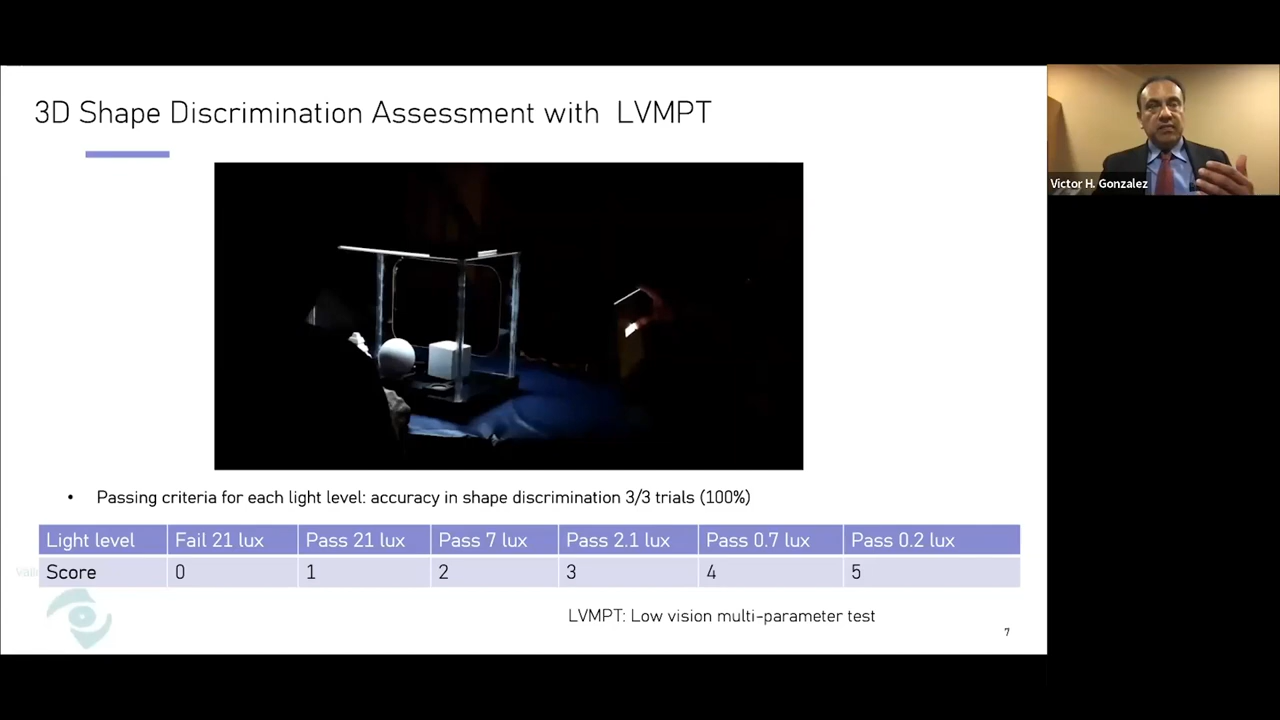 3D Shape Discrimination Assessment with LVMPT
Victor H. Gonzalez
• Passing criteria for each light level: accuracy in shape discrimination 3/3 trials (100%)
Light level Fail 21 lux Pass 21 lux Pass 7 lux Pass 2.1 lux Pass 0.7 lux Pass 0.2 lux
Score 0 1 2 3 4 5
LVMPT: Low vision multi-parameter test
7